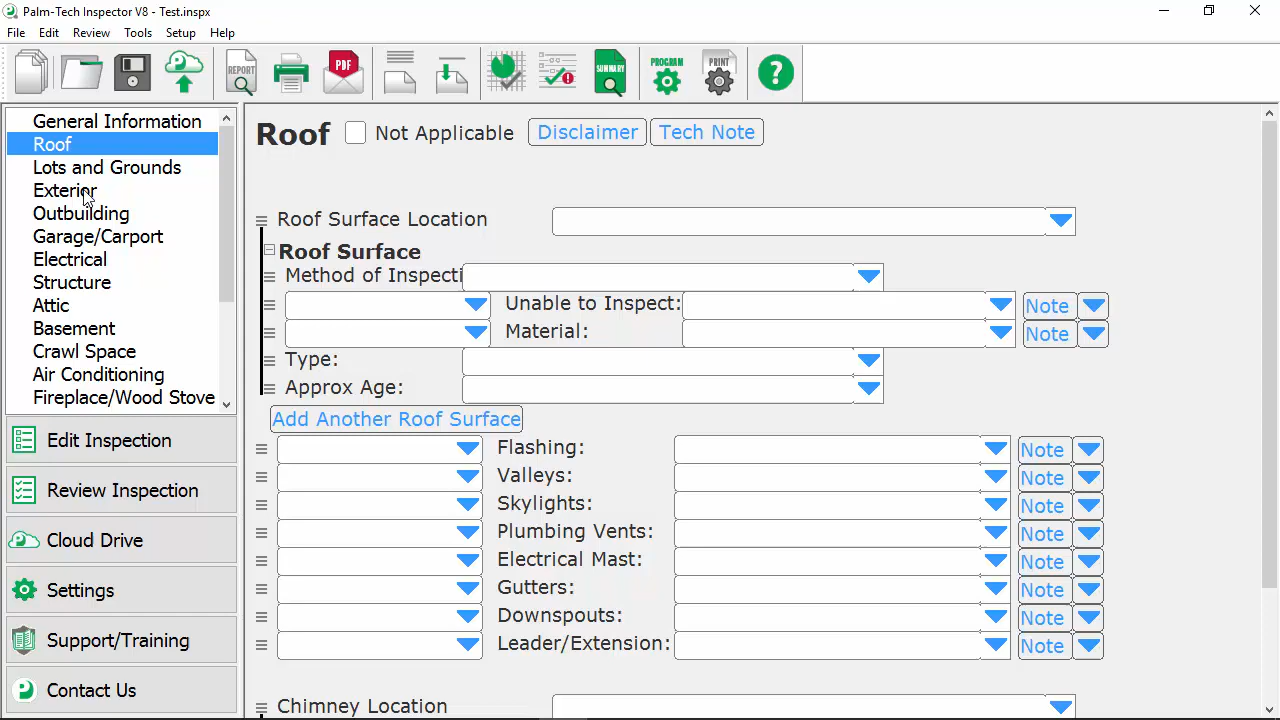 Palm-Tech Inspector V8 - Test.inspx
File Edit Review Tools Setup Help
REPORT PDF SUMMARY PROGRAM PRINT ?
General Information
Roof
Lots and Grounds
Exterior
Outbuilding
Garage/Carport
Electrical
Structure
Attic
Basement
Crawl Space
Air Conditioning
Fireplace/Wood Stove
Edit Inspection
Review Inspection
Cloud Drive
Settings
Support/Training
Contact Us
Roof Not Applicable Disclaimer Tech Note
Roof Surface Location
Roof Surface
Method of Inspecti
Unable to Inspect: Note
Material: Note
Type:
Approx Age:
Add Another Roof Surface
Flashing: Note
Valleys: Note
Skylights: Note
Plumbing Vents: Note
Electrical Mast: Note
Gutters: Note
Downspouts: Note
Leader/Extension: Note
Chimney Location